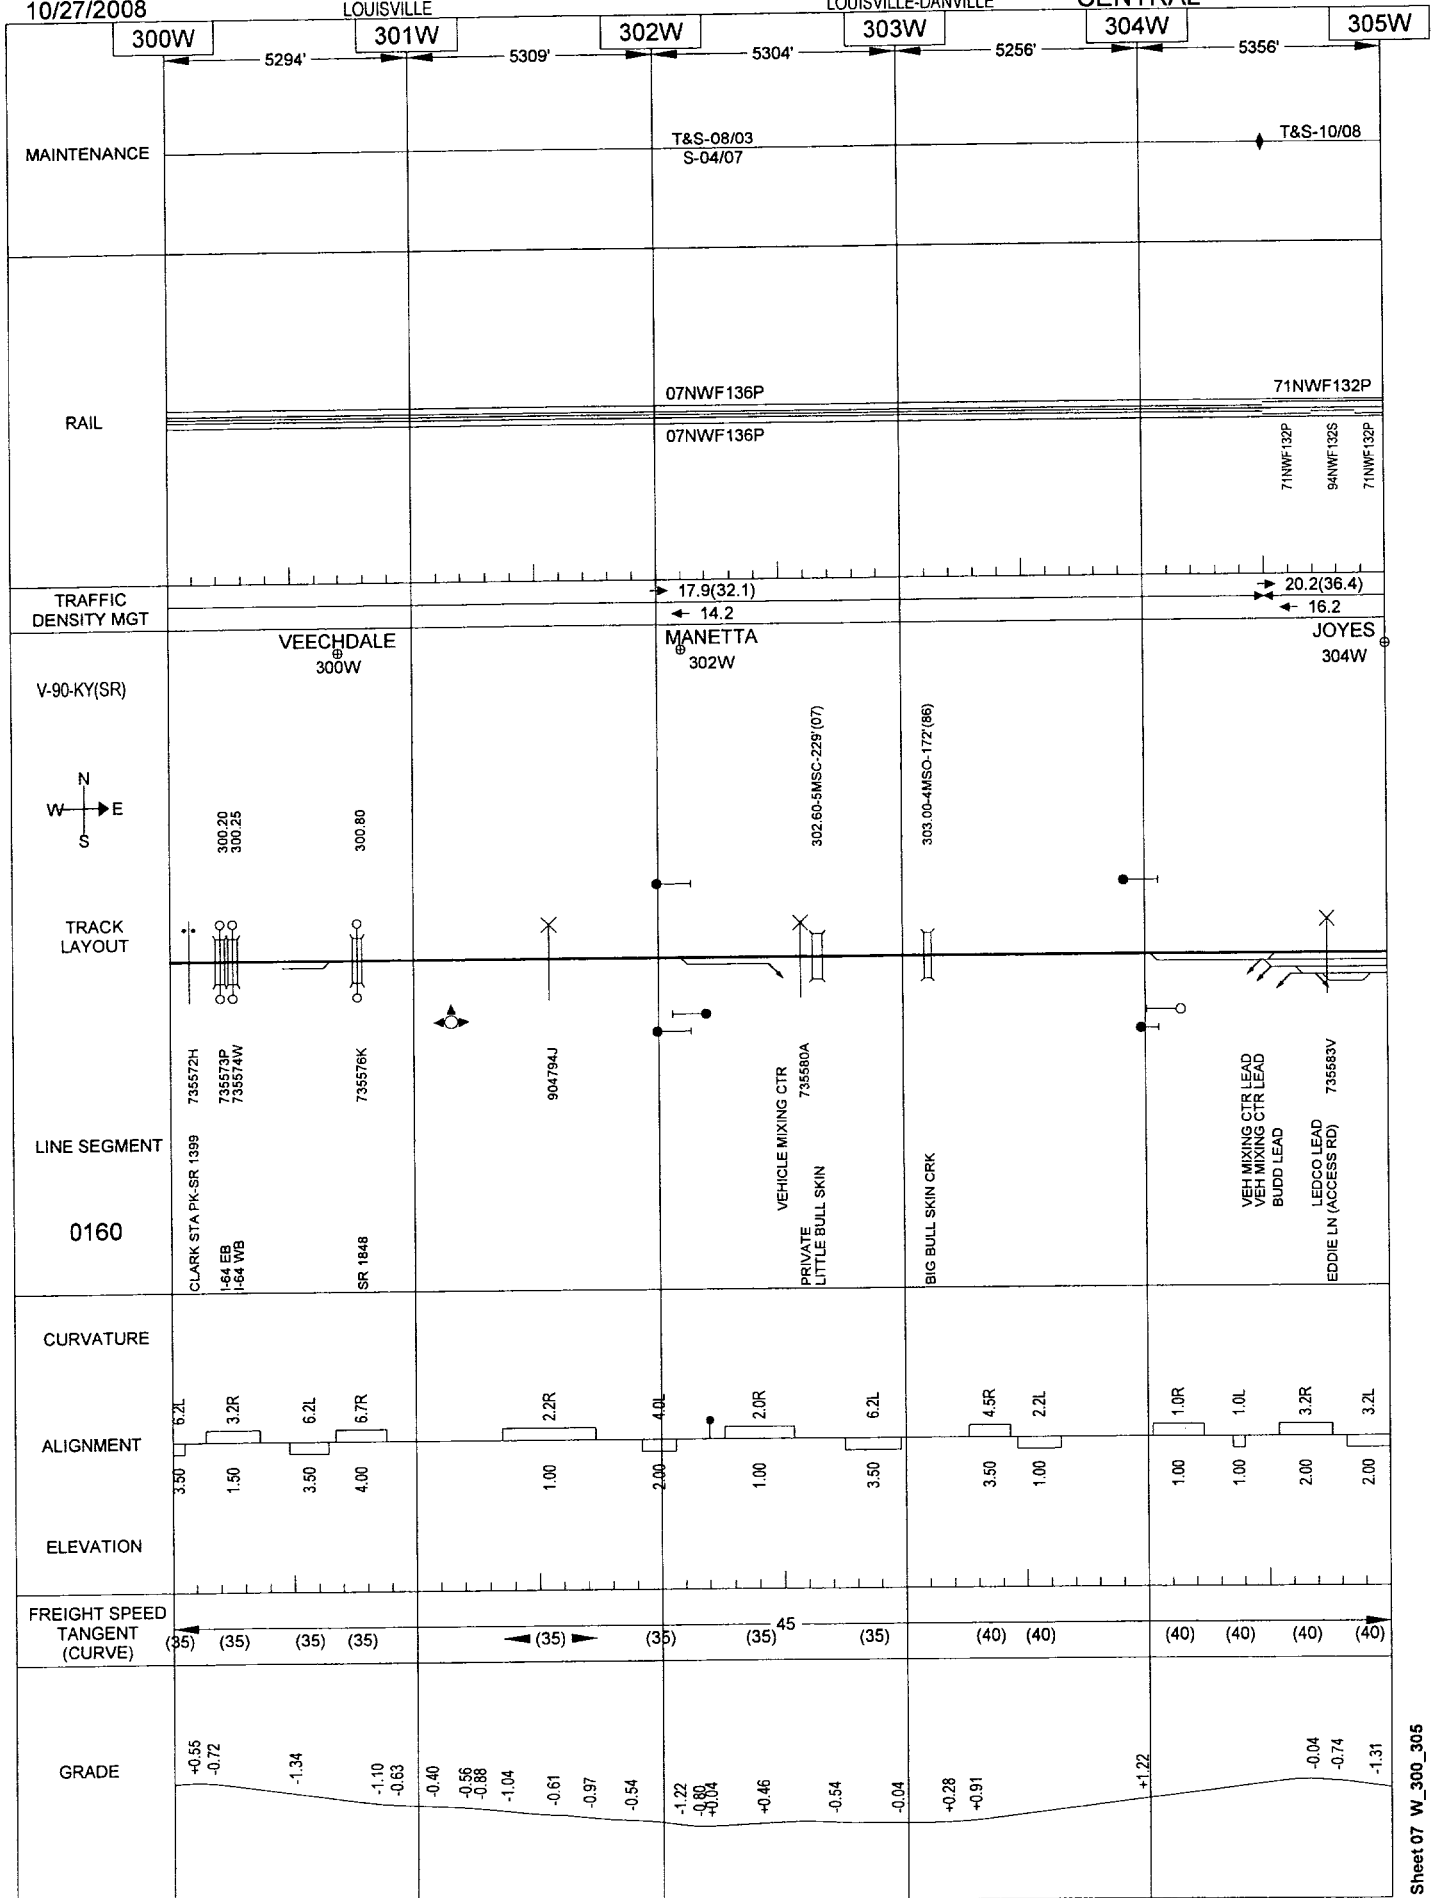 10/27/2008
LOUISVILLE
LOUISVILLE-DANVILLE
CENTRAL
300W 301W 302W 303W 304W 305W
5294' 5309' 5304' 5256' 5356'
MAINTENANCE
T&S-08/03
S-04/07
T&S-10/08
RAIL
07NWF136P
07NWF136P
71NWF132P
71NWF132P
94NWF132S
71NWF132P
TRAFFIC
DENSITY MGT
17.9(32.1)
14.2
20.2(36.4)
16.2
VEECHDALE
300W
MANETTA
302W
JOYES
304W
V-90-KY(SR)
N
W E
S
300.20
300.25
300.80
302.60-5MSC-229'(07)
303.00-4MSO-172'(86)
TRACK
LAYOUT
735572H
735573P
735574W
735576K
904794J
735580A
735583V
LINE SEGMENT
0160
CLARK STA PK-SR 1399
I-64 EB
I-64 WB
SR 1848
VEHICLE MIXING CTR
PRIVATE
LITTLE BULL SKIN
BIG BULL SKIN CRK
VEH MIXING CTR LEAD
VEH MIXING CTR LEAD
BUDD LEAD
LEDCO LEAD
EDDIE LN (ACCESS RD)
CURVATURE
6.2L 3.2R 6.2L 6.7R 2.2R 4.0L 2.0R 6.2L 4.5R 2.2L 1.0R 1.0L 3.2R 3.2L
ALIGNMENT
3.50 1.50 3.50 4.00 1.00 2.00 1.00 3.50 3.50 1.00 1.00 1.00 2.00 2.00
ELEVATION
FREIGHT SPEED
TANGENT
(CURVE)
45
(35) (35) (35) (35) (35) (35) (35) (35) (40) (40) (40) (40) (40) (40)
GRADE
+0.55 -0.72 -1.34 -1.10 -0.63 -0.40 -0.56 -0.88 -1.04 -0.61 -0.97 -0.54 -1.22 -0.80 +0.04 +0.46 -0.54 -0.04 +0.28 +0.91 +1.22 -0.04 -0.74 -1.31
Sheet 07 W_300_305